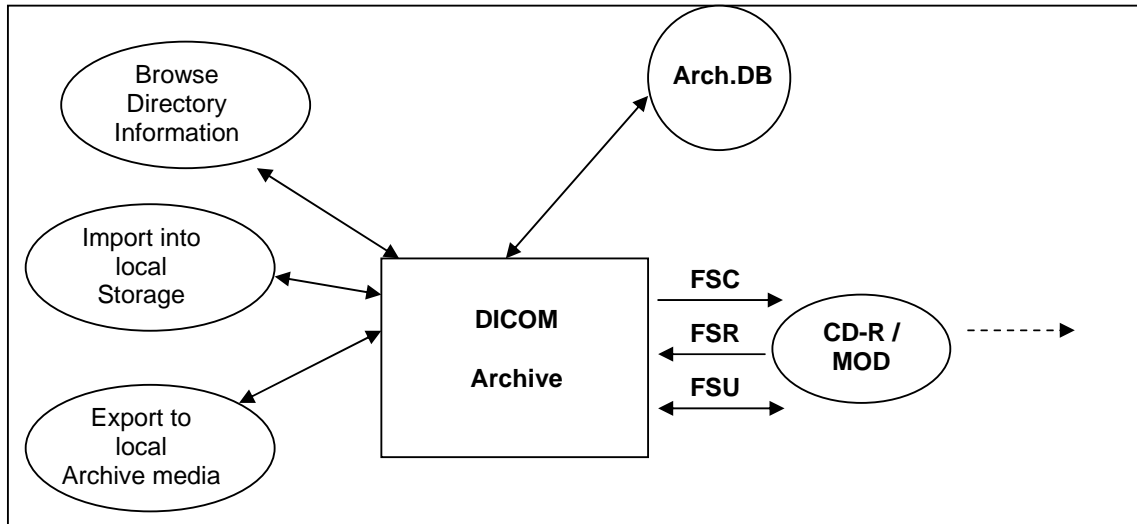 Browse
Directory
Information
Arch.DB
Import into
local
Storage
DICOM
Archive
FSC
FSR
FSU
CD-R /
MOD
Export to
local
Archive media